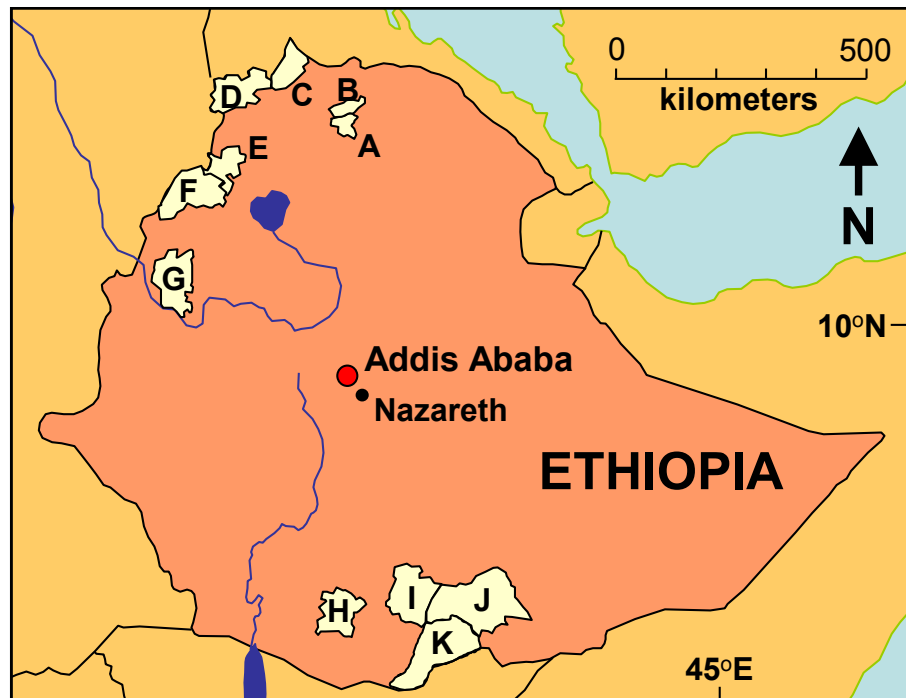 0 500
kilometers
N
D
C
B
A
E
F
G
10°N
Addis Ababa
Nazareth
ETHIOPIA
H
I
J
K
45°E